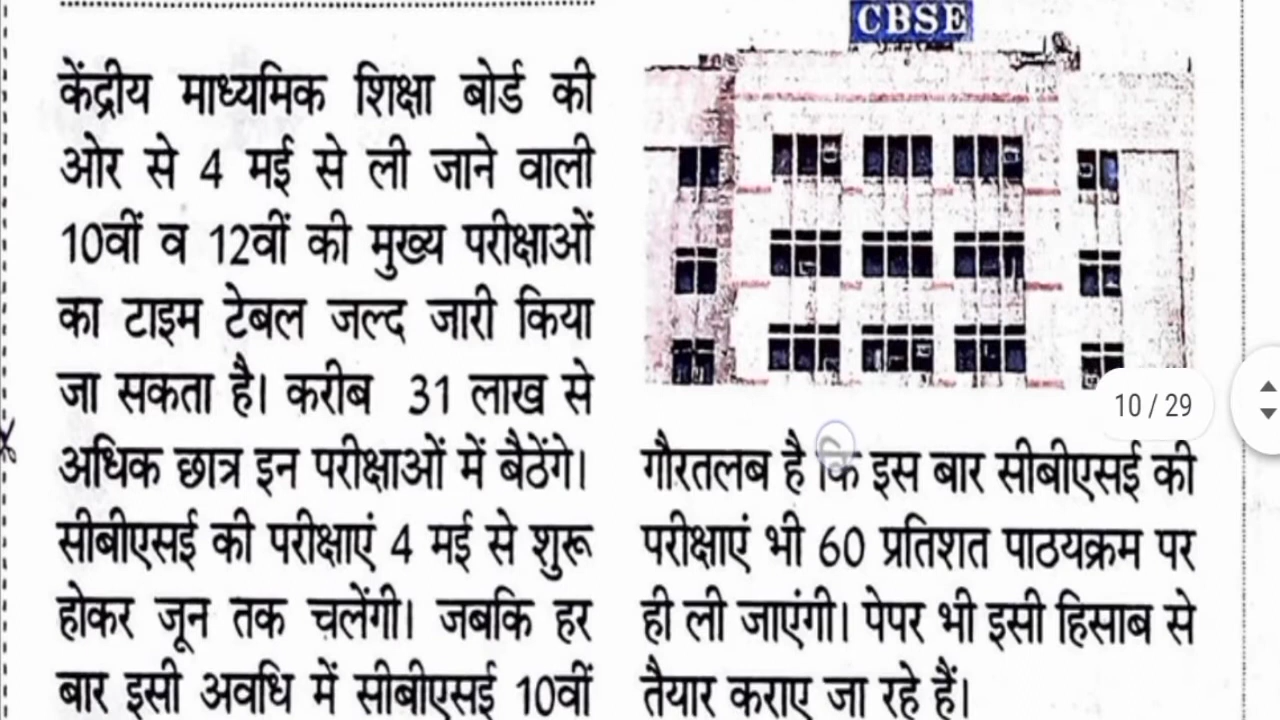 केंद्रीय माध्यमिक शिक्षा बोर्ड की
ओर से 4 मई से ली जाने वाली
10वीं व 12वीं की मुख्य परीक्षाओं
का टाइम टेबल जल्द जारी किया
जा सकता है। करीब 31 लाख से
अधिक छात्र इन परीक्षाओं में बैठेंगे।
सीबीएसई की परीक्षाएं 4 मई से शुरू
होकर जून तक चलेंगी। जबकि हर
बार इसी अवधि में सीबीएसई 10वीं
CBSE
10 / 29
गौरतलब है कि इस बार सीबीएसई की
परीक्षाएं भी 60 प्रतिशत पाठयक्रम पर
ही ली जाएंगी। पेपर भी इसी हिसाब से
तैयार कराए जा रहे हैं।